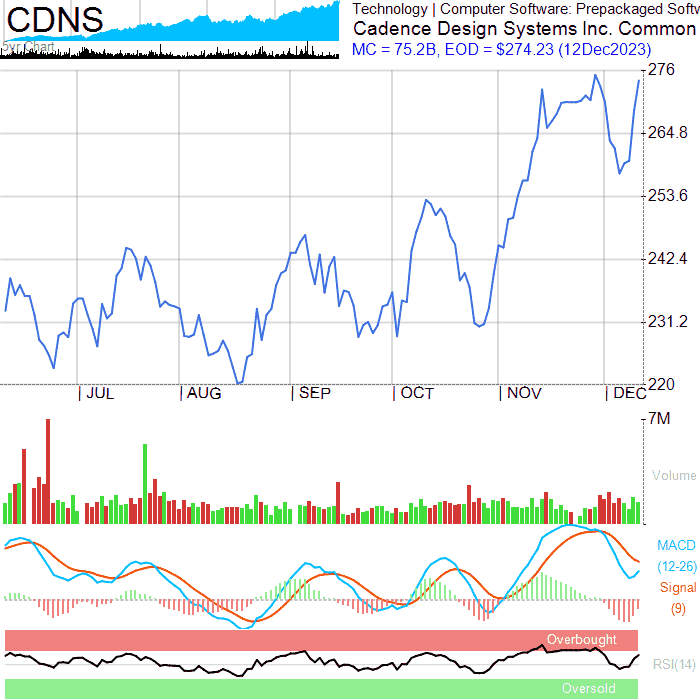 CDNS
5yr Chart
Technology | Computer Software: Prepackaged Softw
Cadence Design Systems Inc. Common
MC = 75.2B, EOD = $274.23 (12Dec2023)
276
264.8
253.6
242.4
231.2
220
| JUL | AUG | SEP | OCT | NOV | DEC
7M
Volume
MACD
(12-26)
Signal
(9)
Overbought
RSI(14)
Oversold